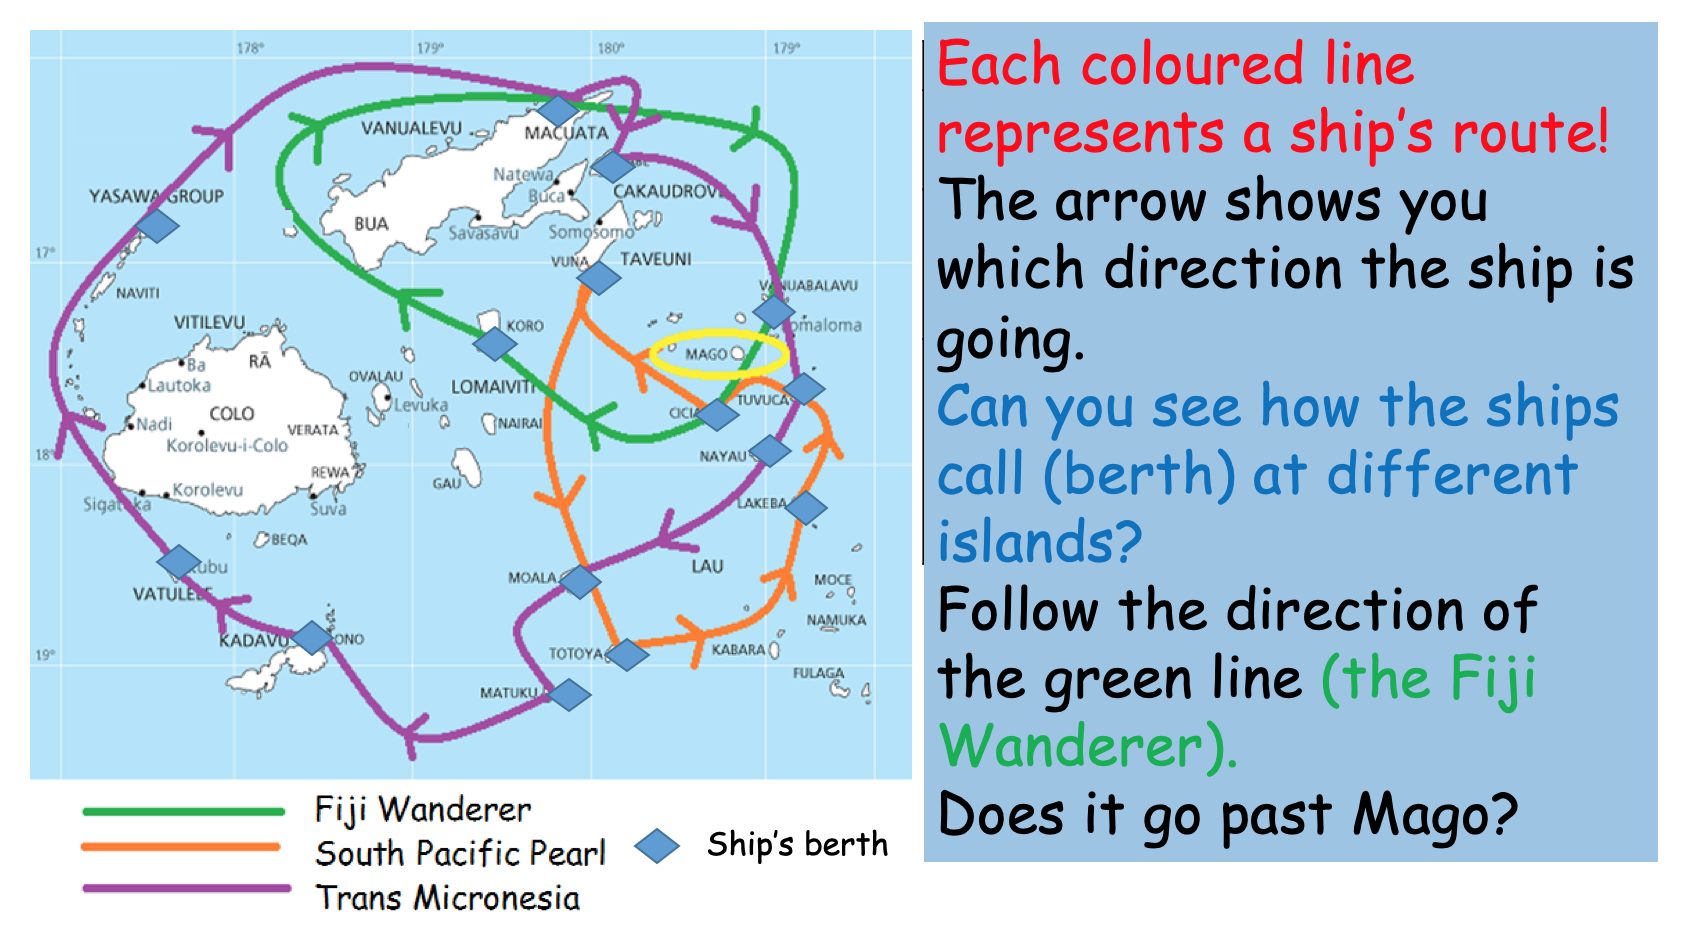 178°
179°
180°
179°
VANUALEVU
MACUATA
Natewa
Buca
CAKAUDROVE
YASAWA GROUP
BUA
Savasavu
Somosomo
17°
VUNA
TAVEUNI
NAVITI
VANUABALAVU
VITILEVU
KORO
omaloma
RĀ
MAGO
Ba
OVALAU
LOMAIVITI
Lautoka
TUVUCA
Levuka
CICIA
COLO
Nadi
VERATA
NAIRAI
Korolevu-i-Colo
18°
NAYAU
REWA
GAU
Korolevu
Sigatoka
Suva
LAKEBA
BEQA
LAU
MOALA
MOCE
VATULELE
NAMUKA
KADAVU
ONO
KABARA
TOTOYA
19°
FULAGA
MATUKU
Fiji Wanderer
South Pacific Pearl
Trans Micronesia
Ship's berth
Each coloured line
represents a ship's route!
The arrow shows you
which direction the ship is
going.
Can you see how the ships
call (berth) at different
islands?
Follow the direction of
the green line (the Fiji
Wanderer).
Does it go past Mago?